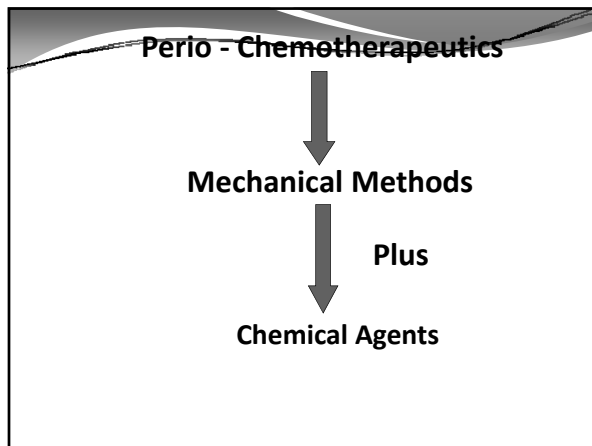 Perio - Chemotherapeutics
Mechanical Methods
Plus
Chemical Agents